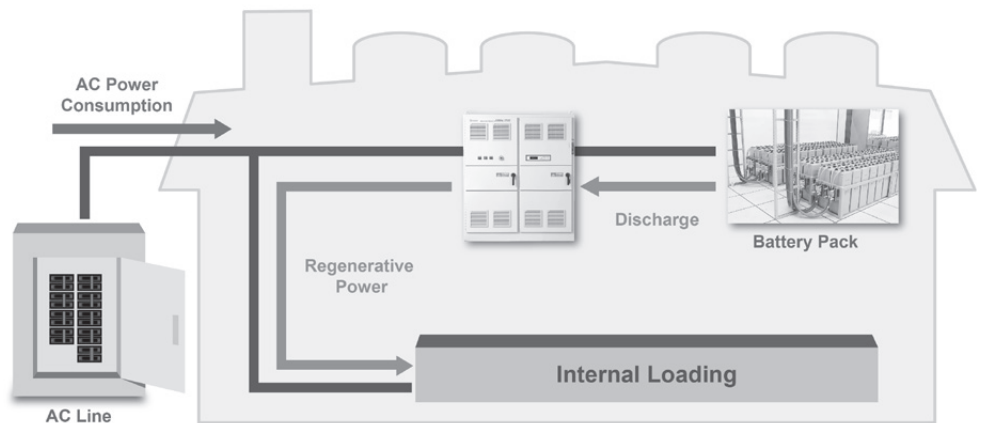 AC Power
Consumption
Discharge
Battery Pack
Regenerative
Power
Internal Loading
AC Line